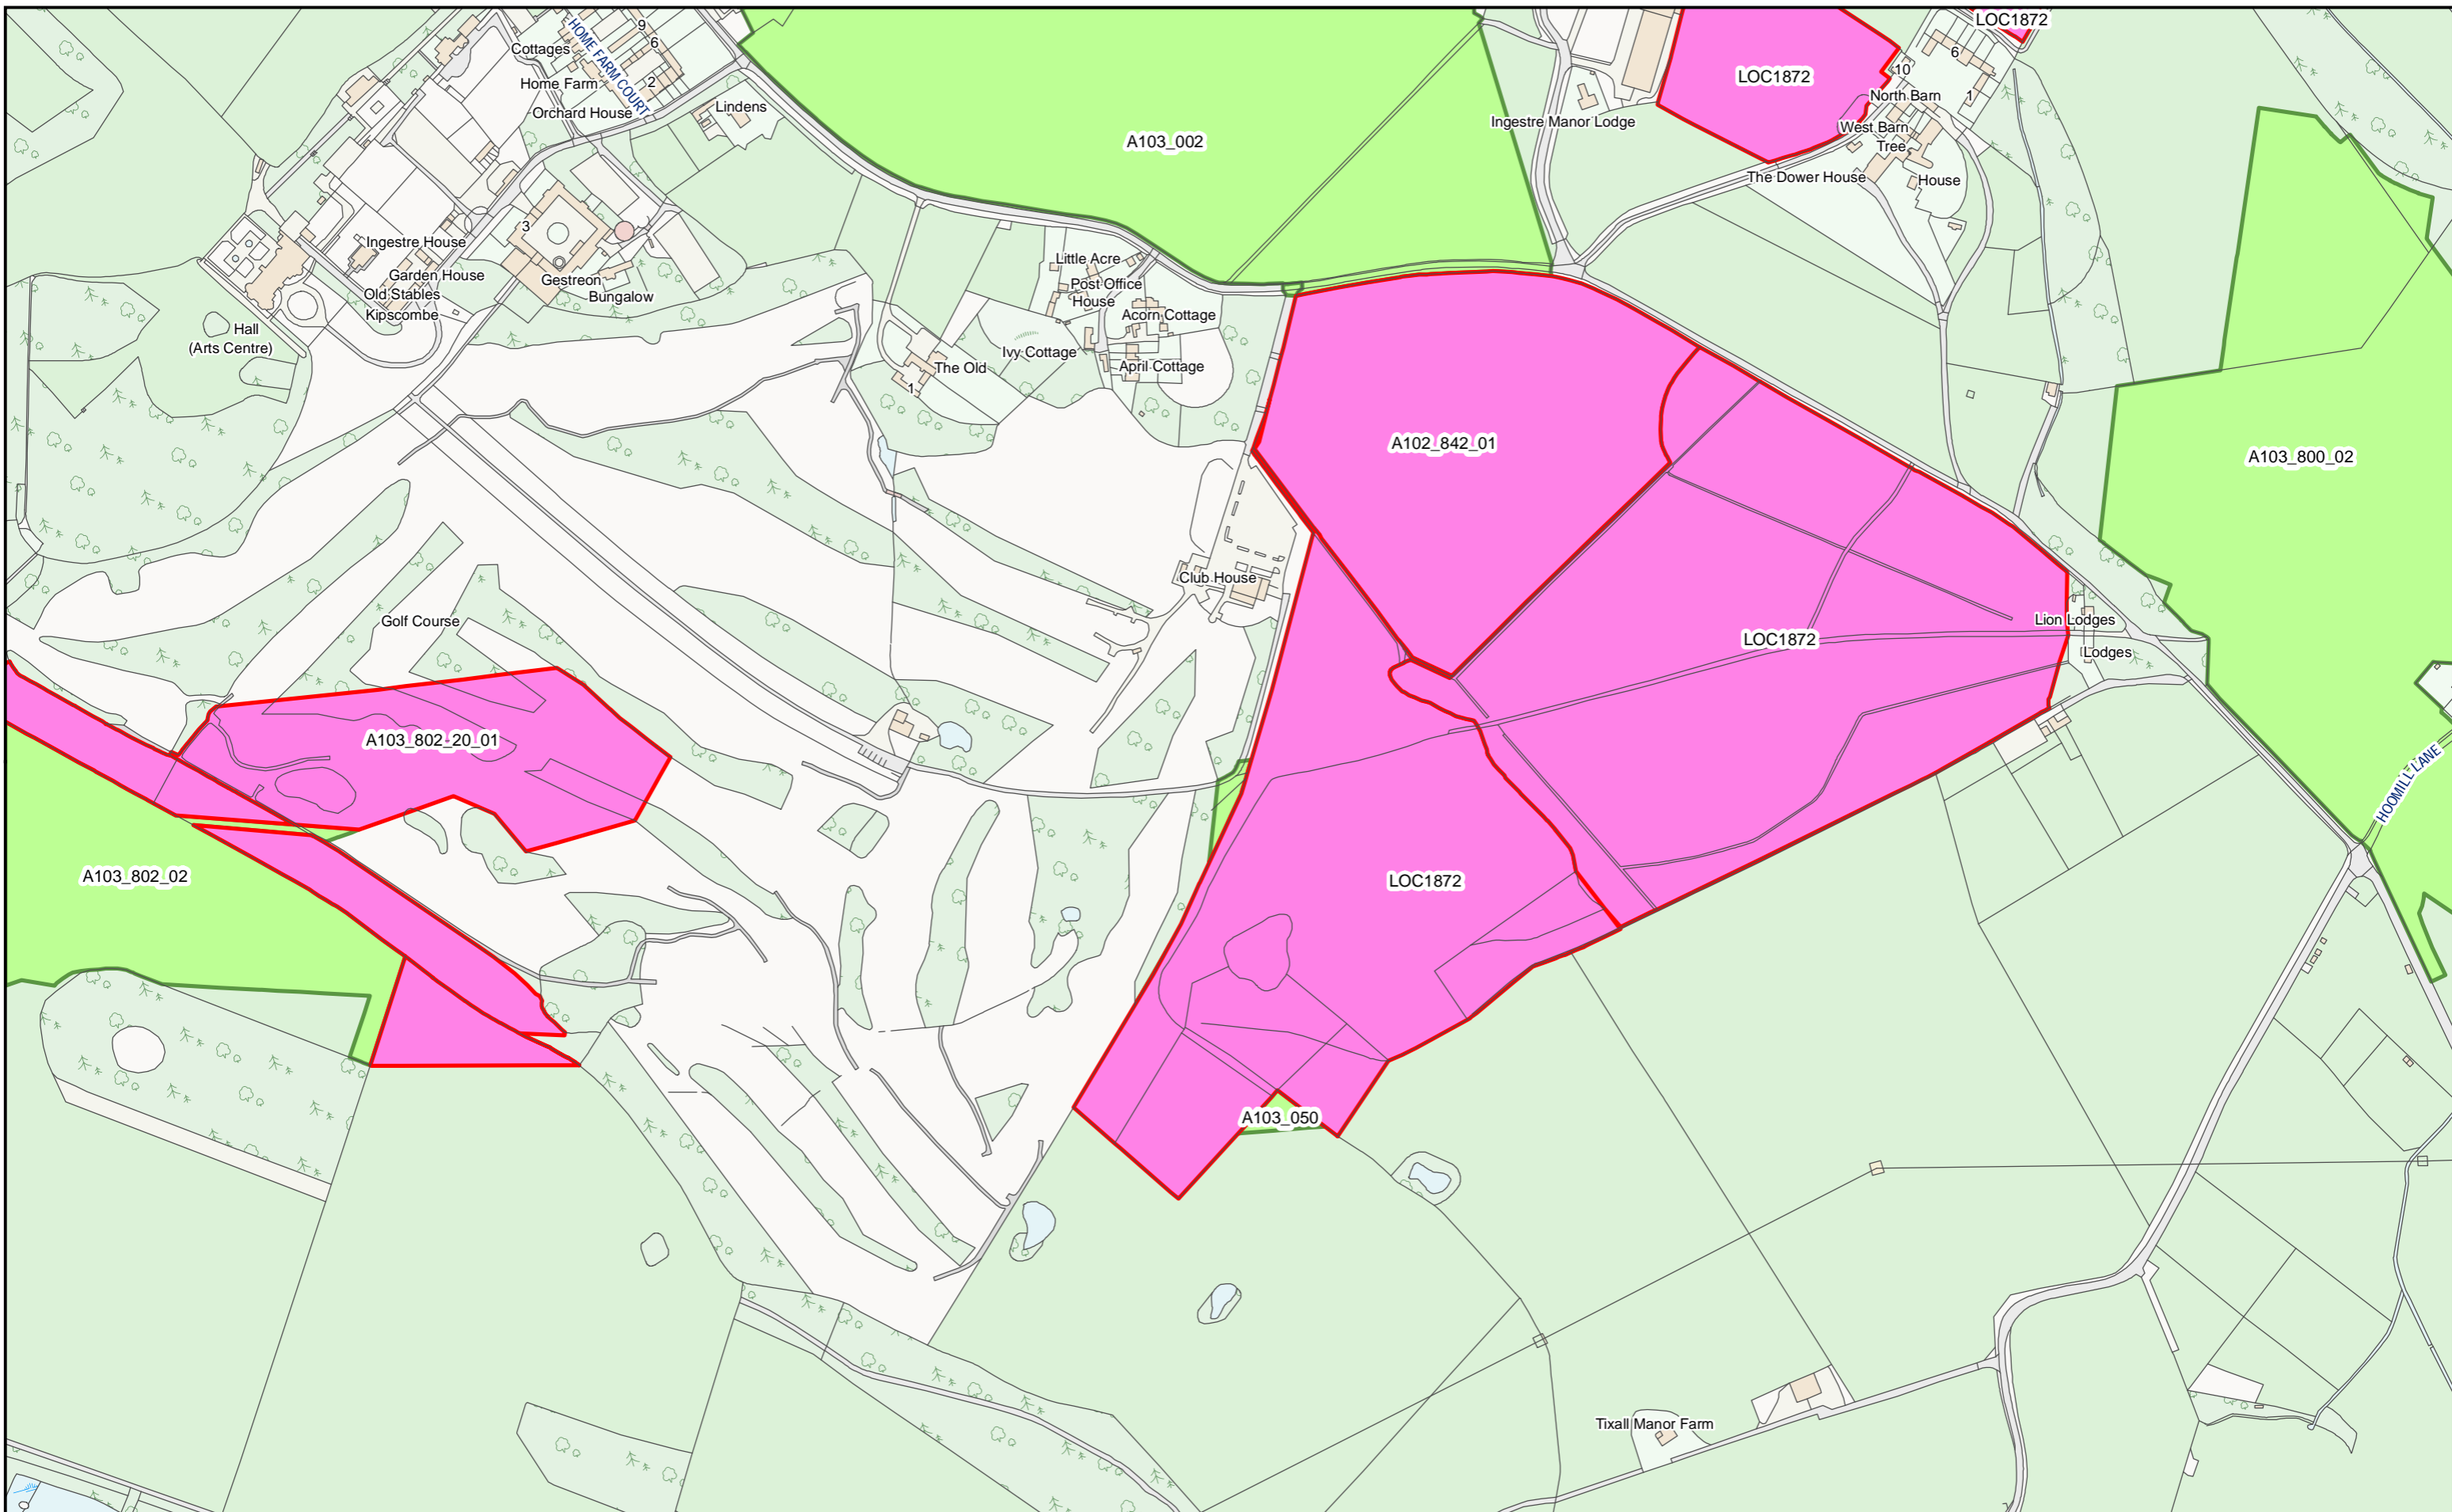 LOC1872
9
Cottages
6
HOME FARM COURT
6
10
LOC1872
Home Farm
2
North Barn
1
Lindens
Orchard House
Ingestre Manor Lodge
West Barn
A103_002
Tree
The Dower House
House
3
Ingestre House
Little Acre
Garden House
Gestreon
Post Office
Old Stables
Bungalow
House
Kipscombe
Acorn Cottage
Hall
(Arts Centre)
Ivy Cottage
The Old
April Cottage
1
A102_842_01
A103_800_02
Club House
Golf Course
Lion Lodges
LOC1872
Lodges
A103_802_20_01
HOOMILL LANE
A103_802_02
LOC1872
A103_050
Tixall Manor Farm